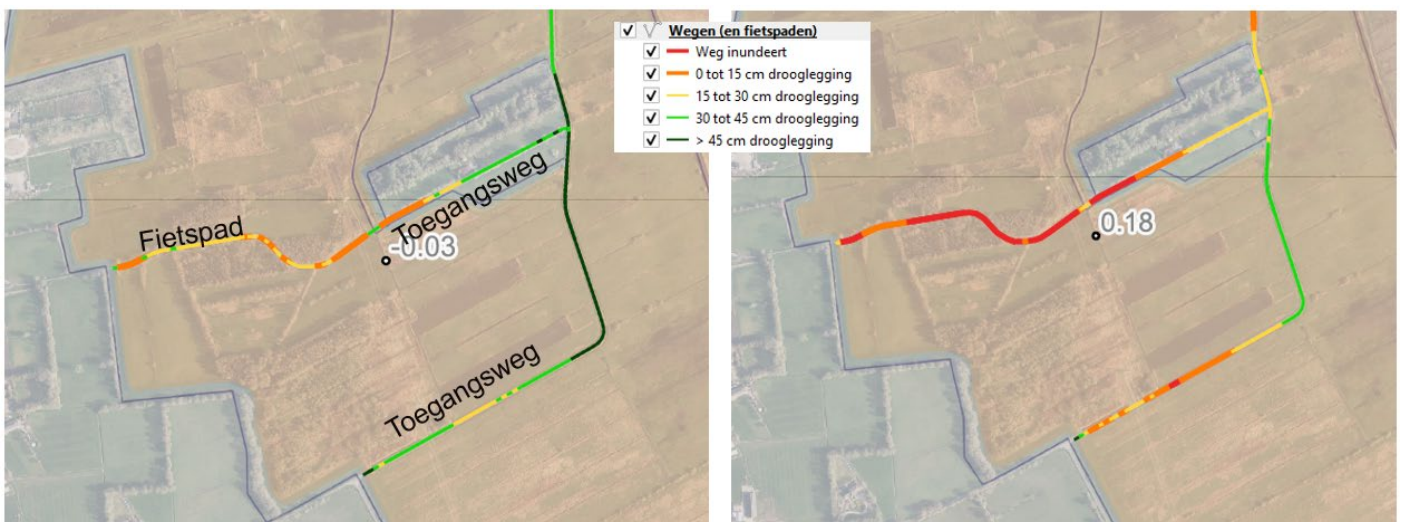 Wegen (en fietspaden)
Weg inundeert
0 tot 15 cm drooglegging
15 tot 30 cm drooglegging
30 tot 45 cm drooglegging
> 45 cm drooglegging
Toegangsweg
Fietspad
-0.03
0.18
Toegangsweg